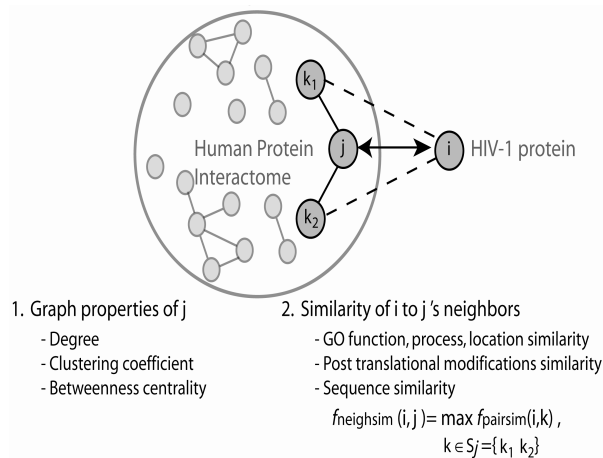 k1
j
i
k2
Human Protein
Interactome
HIV-1 protein
1. Graph properties of j
- Degree
- Clustering coefficient
- Betweenness centrality
2. Similarity of i to j 's neighbors
- GO function, process, location similarity
- Post translational modifications similarity
- Sequence similarity
fneighsim (i, j )= max fpairsim(i,k) ,
k ∈ Sj ={ k1 k2}